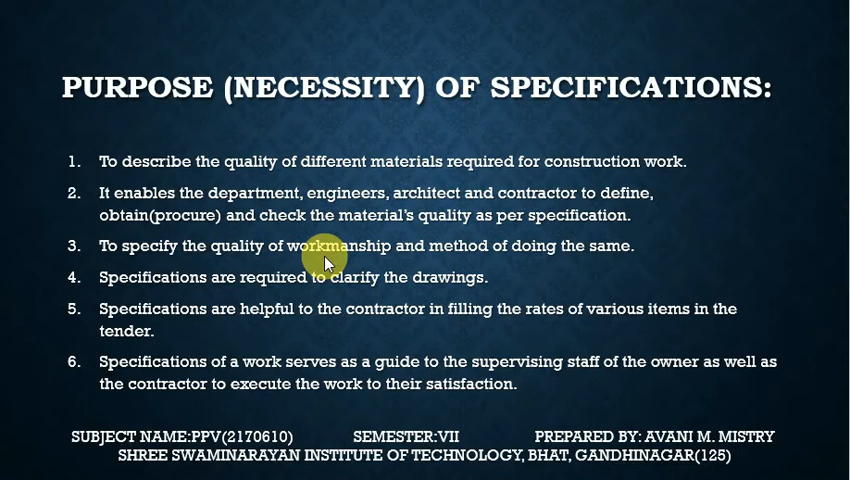 PURPOSE (NECESSITY) OF SPECIFICATIONS:
1. To describe the quality of different materials required for construction work.
2. It enables the department, engineers, architect and contractor to define,
obtain(procure) and check the material's quality as per specification.
3. To specify the quality of workmanship and method of doing the same.
4. Specifications are required to clarify the drawings.
5. Specifications are helpful to the contractor in filling the rates of various items in the
tender.
6. Specifications of a work serves as a guide to the supervising staff of the owner as well as
the contractor to execute the work to their satisfaction.
SUBJECT NAME:PPV(2170610) SEMESTER:VII PREPARED BY: AVANI M. MISTRY
SHREE SWAMINARAYAN INSTITUTE OF TECHNOLOGY, BHAT, GANDHINAGAR(125)